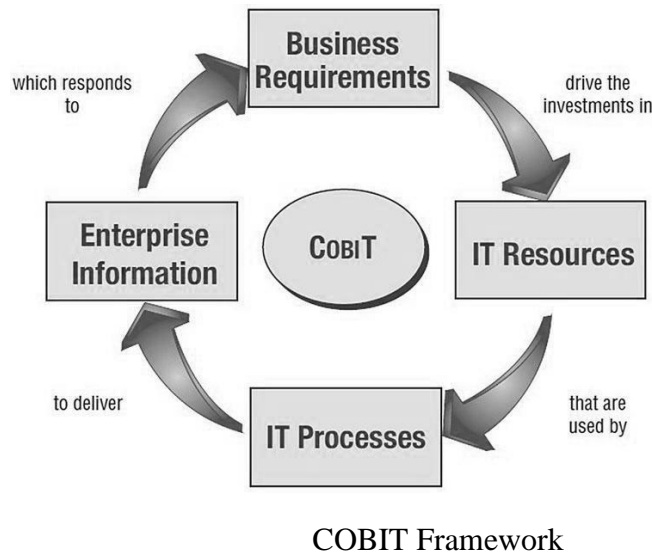 Business
Requirements
which responds
to
drive the
investments in
Enterprise
Information
COBIT
IT Resources
to deliver
IT Processes
that are
used by
COBIT Framework